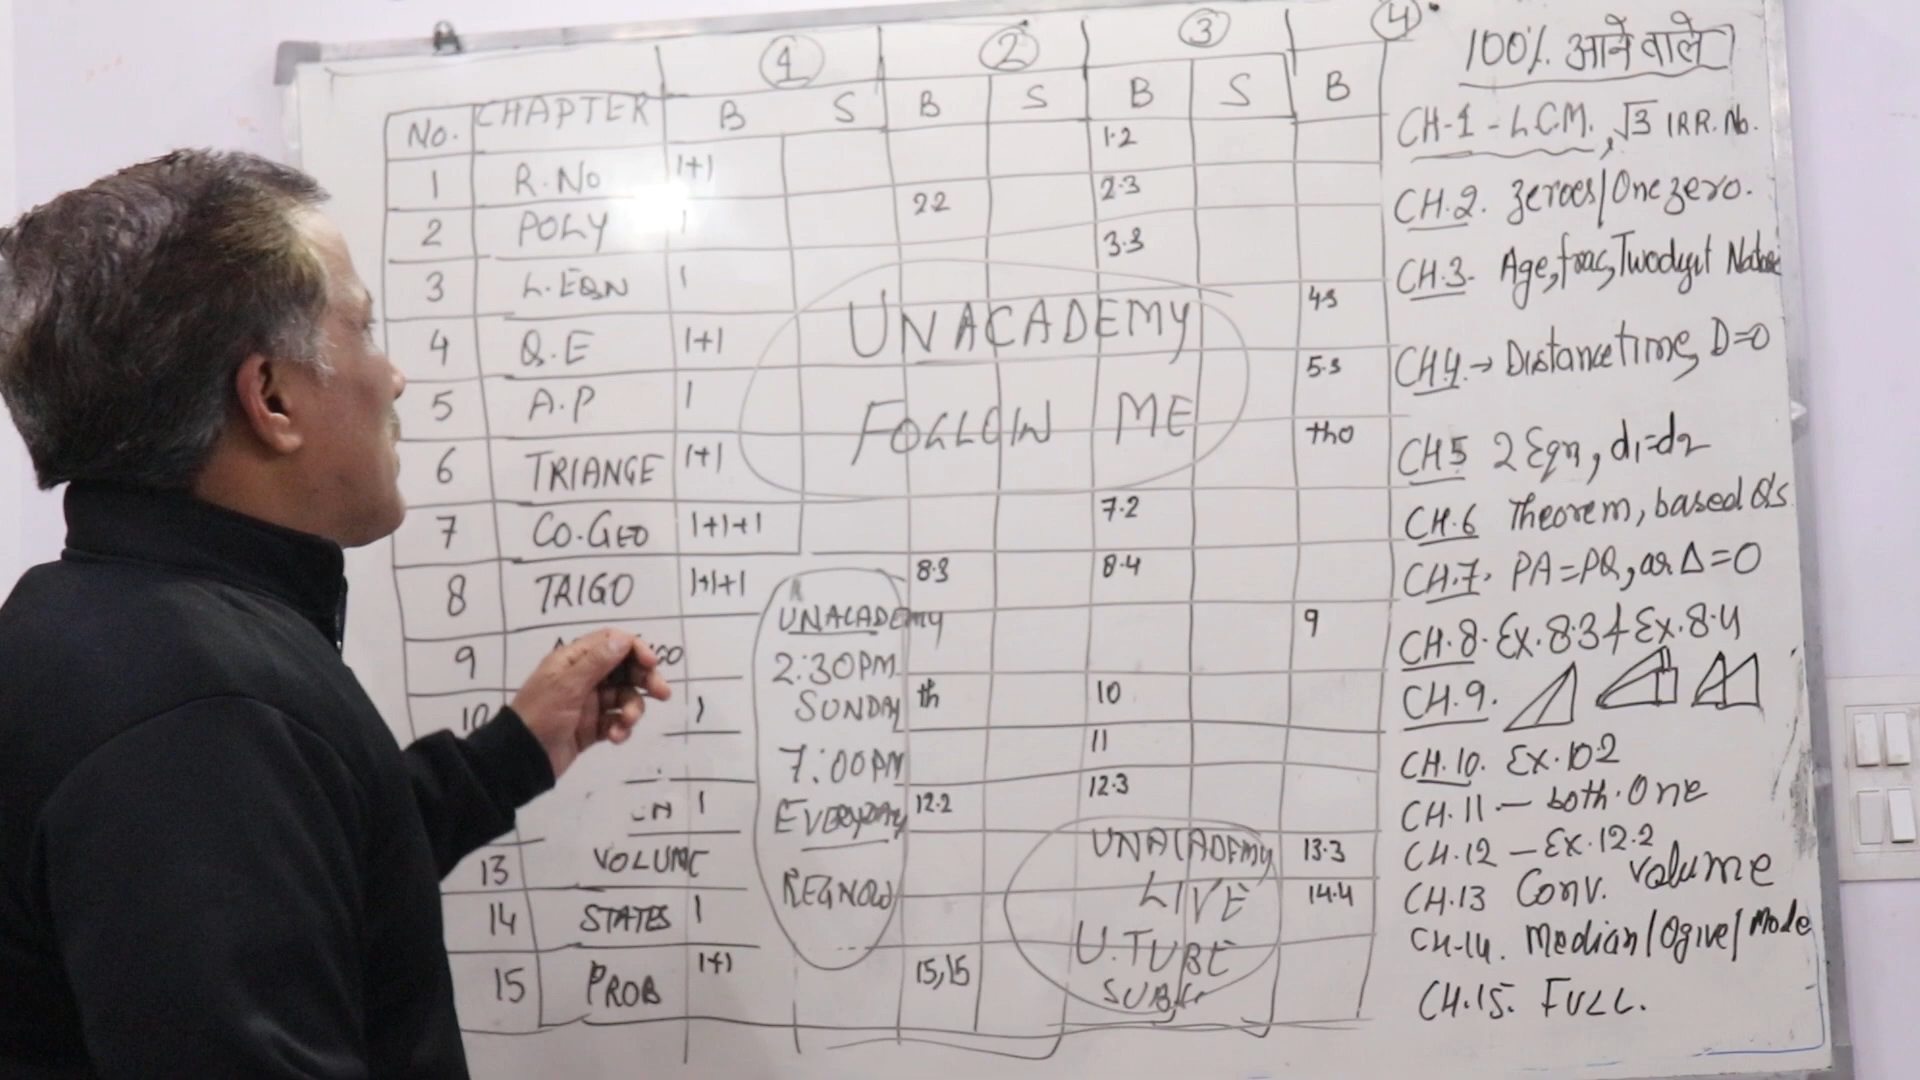 ① ② ③ ④
No. CHAPTER B S B S B S B
1 R.No 1+1 1.2
2 POLY 1 2.2 2.3
3 L.EQN 1 3.3
4 Q.E 1+1 4.3
5 A.P 1 5.3
6 TRIANGE 1+1 th
7 CO.GEO 1+1+1 7.2
8 TRIGO 1+1+1 8.3 8.4
9 9
10 1 th 10
11
1 12.2 12.3
13 VOLUME 13.3
14 STATES 1 14.4
15 PROB 1+1 15,15
UNACADEMY
FOLLOW ME
UNACADEMY
2:30PM
SUNDAY
7:00PM
EVERYDAY
REGNOW
UNACADEMY
LIVE
U.TUBE
100% आने वाले
CH-1 - L.C.M., √3 IRR. No.
CH.2. Zeroes/One zero.
CH.3- Age, frac, Twodigit
CH.4.→ Distance time, D=0
CH5 2 Eqn, d1=d2
CH.6 Theorem, based Q's
CH.7. PA=PQ, ar Δ=0
CH.8. Ex.8.3 + Ex.8.4
CH.9.
CH.10. Ex.10.2
CH.11 — both.One
CH.12 — Ex.12.2
CH.13 Conv. Volume
CH-14. Median/Ogive/Mode
CH.15. FULL.